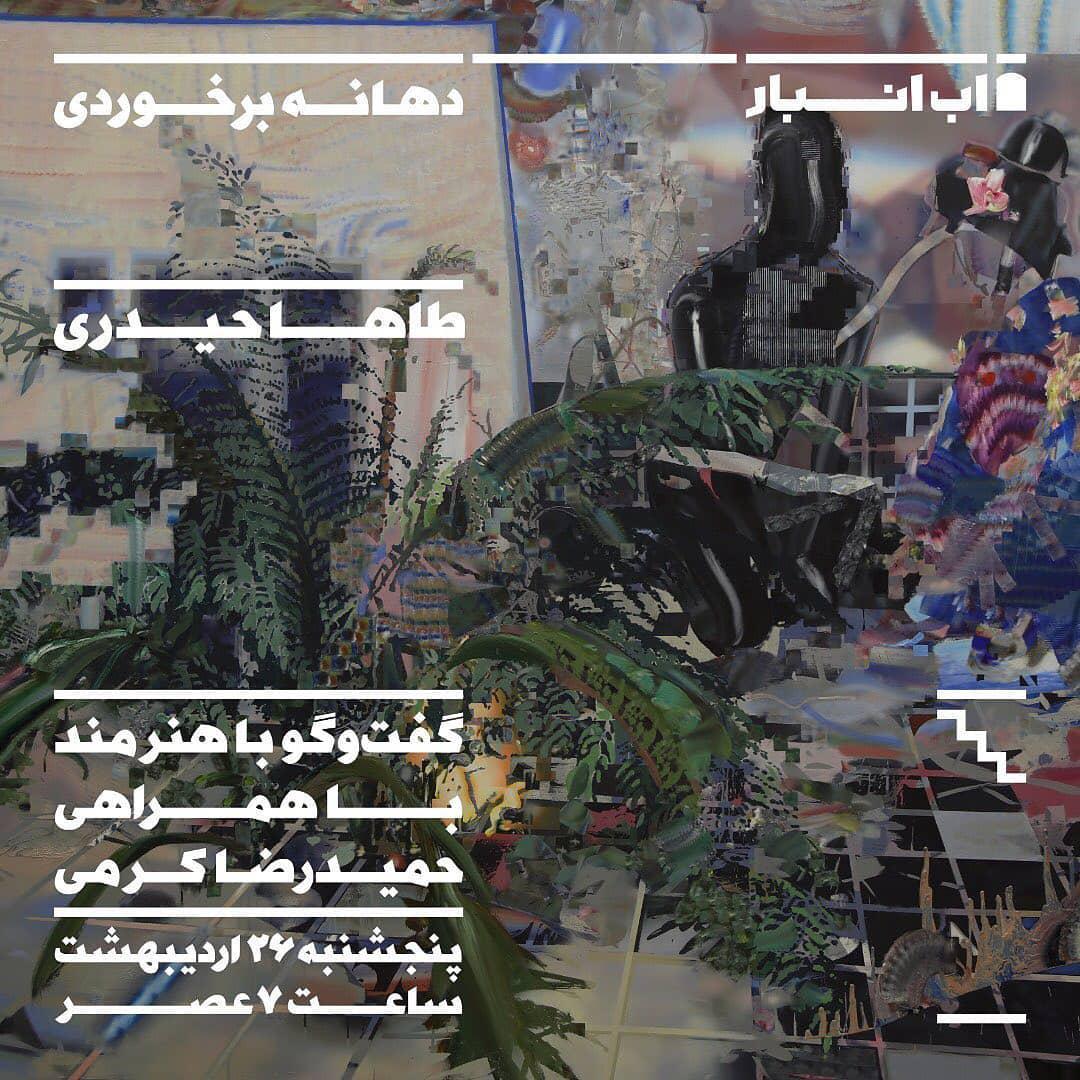 اب انبار
دهانه برخوردی
طاها حیدری
گفت‌وگو با هنرمند
با همراهی
حمیدرضا کرمی
پنجشنبه ۲۶ اردیبهشت
ساعت ۷ عصر